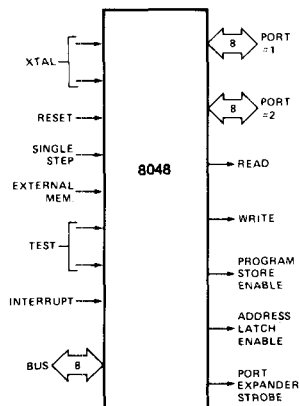 XTAL
RESET
SINGLE
STEP
EXTERNAL
MEM.
TEST
INTERRUPT
BUS
8
8048
8
PORT
#1
8
PORT
#2
READ
WRITE
PROGRAM
STORE
ENABLE
ADDRESS
LATCH
ENABLE
PORT
EXPANDER
STROBE